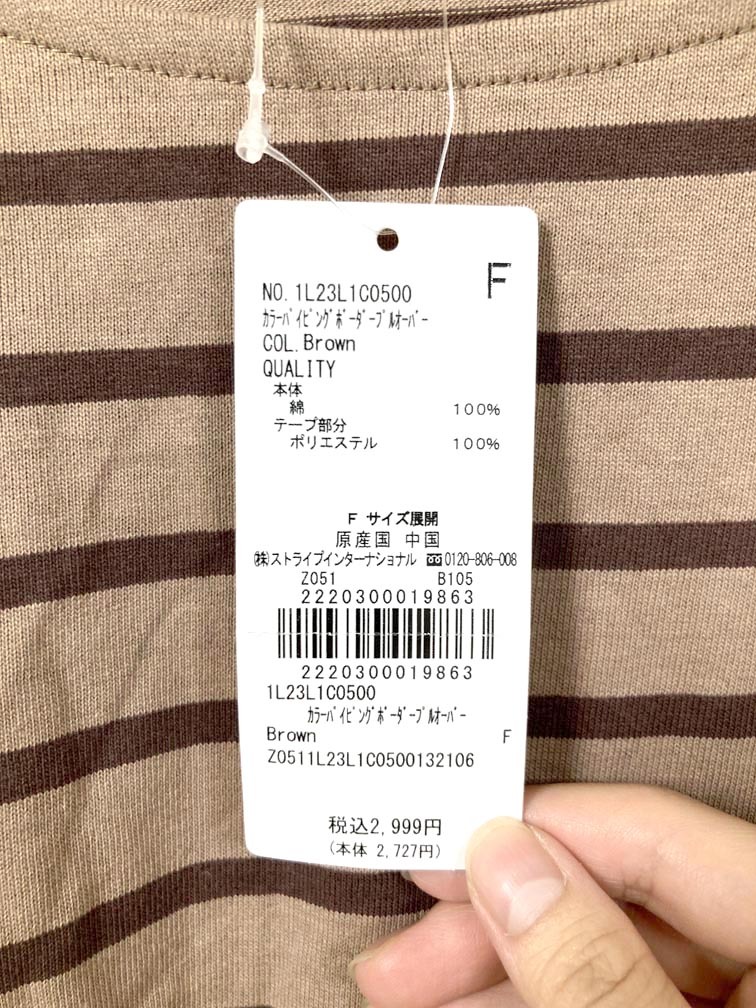 F
NO. 1L23L1C0500
ｶﾗｰﾊﾟｲﾋﾟﾝｸﾞﾎﾞｰﾀﾞｰﾌﾟﾙｵｰﾊﾞｰ
COL. Brown
QUALITY
本体
綿 100%
テープ部分
ポリエステル 100%
F サイズ展開
原産国 中国
㈱ストライプインターナショナル ☎0120-806-008
Z051 B105
2220300019863
2220300019863
1L23L1C0500
ｶﾗｰﾊﾟｲﾋﾟﾝｸﾞﾎﾞｰﾀﾞｰﾌﾟﾙｵｰﾊﾞｰ
Brown F
Z0511L23L1C0500132106
税込2,999円
(本体 2,727円)